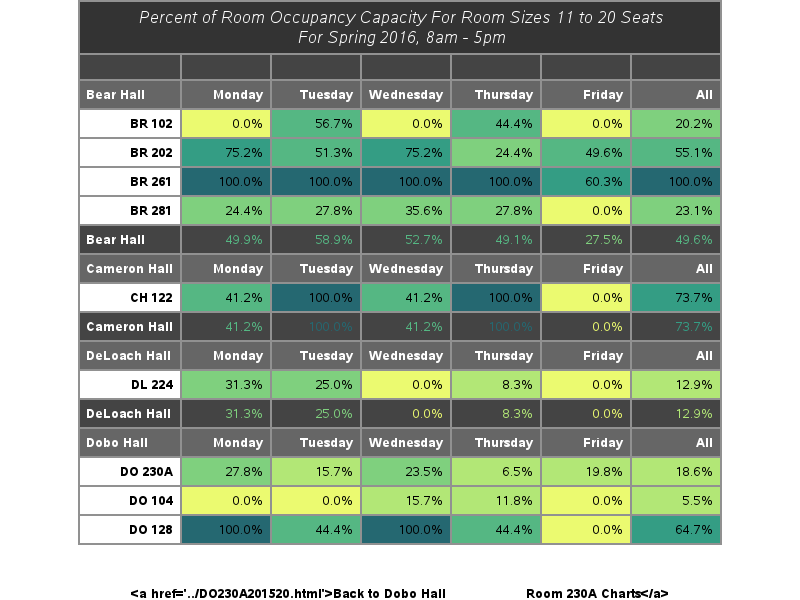 Percent of Room Occupancy Capacity For Room Sizes 11 to 20 Seats
For Spring 2016, 8am - 5pm
Bear Hall Monday Tuesday Wednesday Thursday Friday All
BR 102 0.0% 56.7% 0.0% 44.4% 0.0% 20.2%
BR 202 75.2% 51.3% 75.2% 24.4% 49.6% 55.1%
BR 261 100.0% 100.0% 100.0% 100.0% 60.3% 100.0%
BR 281 24.4% 27.8% 35.6% 27.8% 0.0% 23.1%
Bear Hall 49.9% 58.9% 52.7% 49.1% 27.5% 49.6%
Cameron Hall Monday Tuesday Wednesday Thursday Friday All
CH 122 41.2% 100.0% 41.2% 100.0% 0.0% 73.7%
Cameron Hall 41.2% 100.0% 41.2% 100.0% 0.0% 73.7%
DeLoach Hall Monday Tuesday Wednesday Thursday Friday All
DL 224 31.3% 25.0% 0.0% 8.3% 0.0% 12.9%
DeLoach Hall 31.3% 25.0% 0.0% 8.3% 0.0% 12.9%
Dobo Hall Monday Tuesday Wednesday Thursday Friday All
DO 230A 27.8% 15.7% 23.5% 6.5% 19.8% 18.6%
DO 104 0.0% 0.0% 15.7% 11.8% 0.0% 5.5%
DO 128 100.0% 44.4% 100.0% 44.4% 0.0% 64.7%
<a href='../DO230A201520.html'>Back to Dobo Hall Room 230A Charts</a>